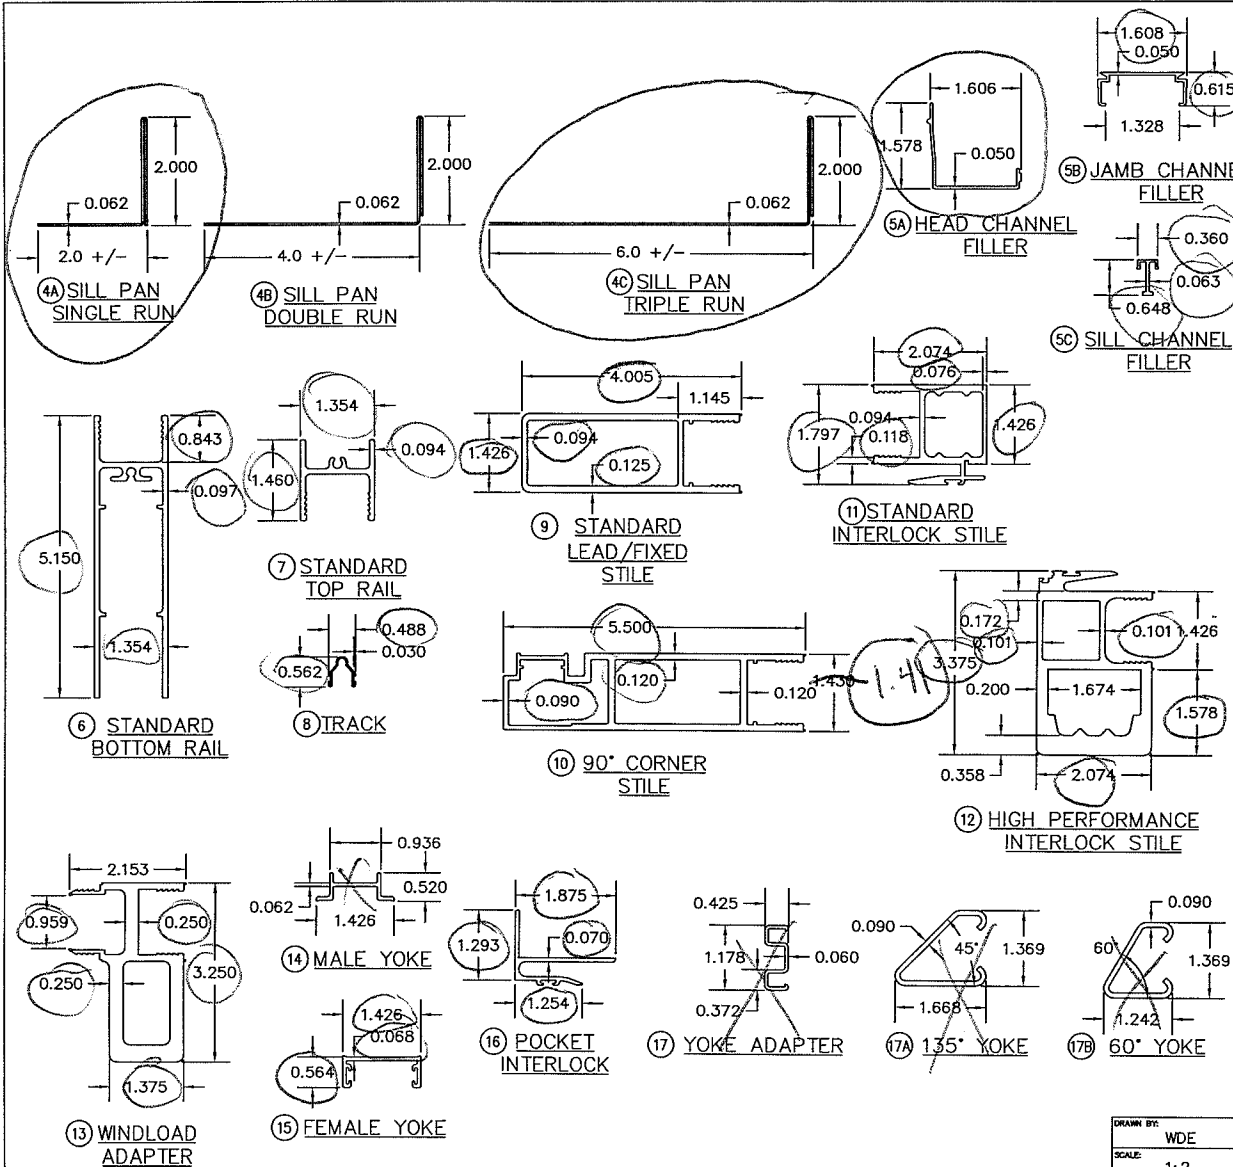 2.000
0.062
2.0 +/-
4A SILL PAN
SINGLE RUN
2.000
0.062
4.0 +/-
4B SILL PAN
DOUBLE RUN
2.000
0.062
6.0 +/-
4C SILL PAN
TRIPLE RUN
1.606
1.578
0.050
5A HEAD CHANNEL
FILLER
1.608
0.050
0.615
1.328
5B JAMB CHANNE
FILLER
0.360
0.063
0.648
5C SILL CHANNEL
FILLER
0.843
0.097
5.150
1.354
6 STANDARD
BOTTOM RAIL
1.354
0.094
1.460
7 STANDARD
TOP RAIL
0.488
0.030
0.562
8 TRACK
4.005
1.145
0.094
1.426
0.125
9 STANDARD
LEAD/FIXED
STILE
5.500
0.120
1.430
0.090
0.120
1.41
10 90° CORNER
STILE
2.074
0.076
0.094
1.797
0.118
1.426
11 STANDARD
INTERLOCK STILE
0.172
0.101
0.101
1.426
3.375
0.200
1.674
1.578
0.358
2.074
12 HIGH PERFORMANCE
INTERLOCK STILE
2.153
0.959
0.250
3.250
0.250
1.375
13 WINDLOAD
ADAPTER
0.936
0.520
0.062
1.426
14 MALE YOKE
1.426
0.068
0.564
15 FEMALE YOKE
1.875
1.293
0.070
1.254
16 POCKET
INTERLOCK
0.425
1.178
0.060
0.372
17 YOKE ADAPTER
0.090
45°
1.369
1.668
17A 135° YOKE
0.090
60°
1.369
1.242
17B 60° YOKE
DRAWN BY:
WDE
SCALE: